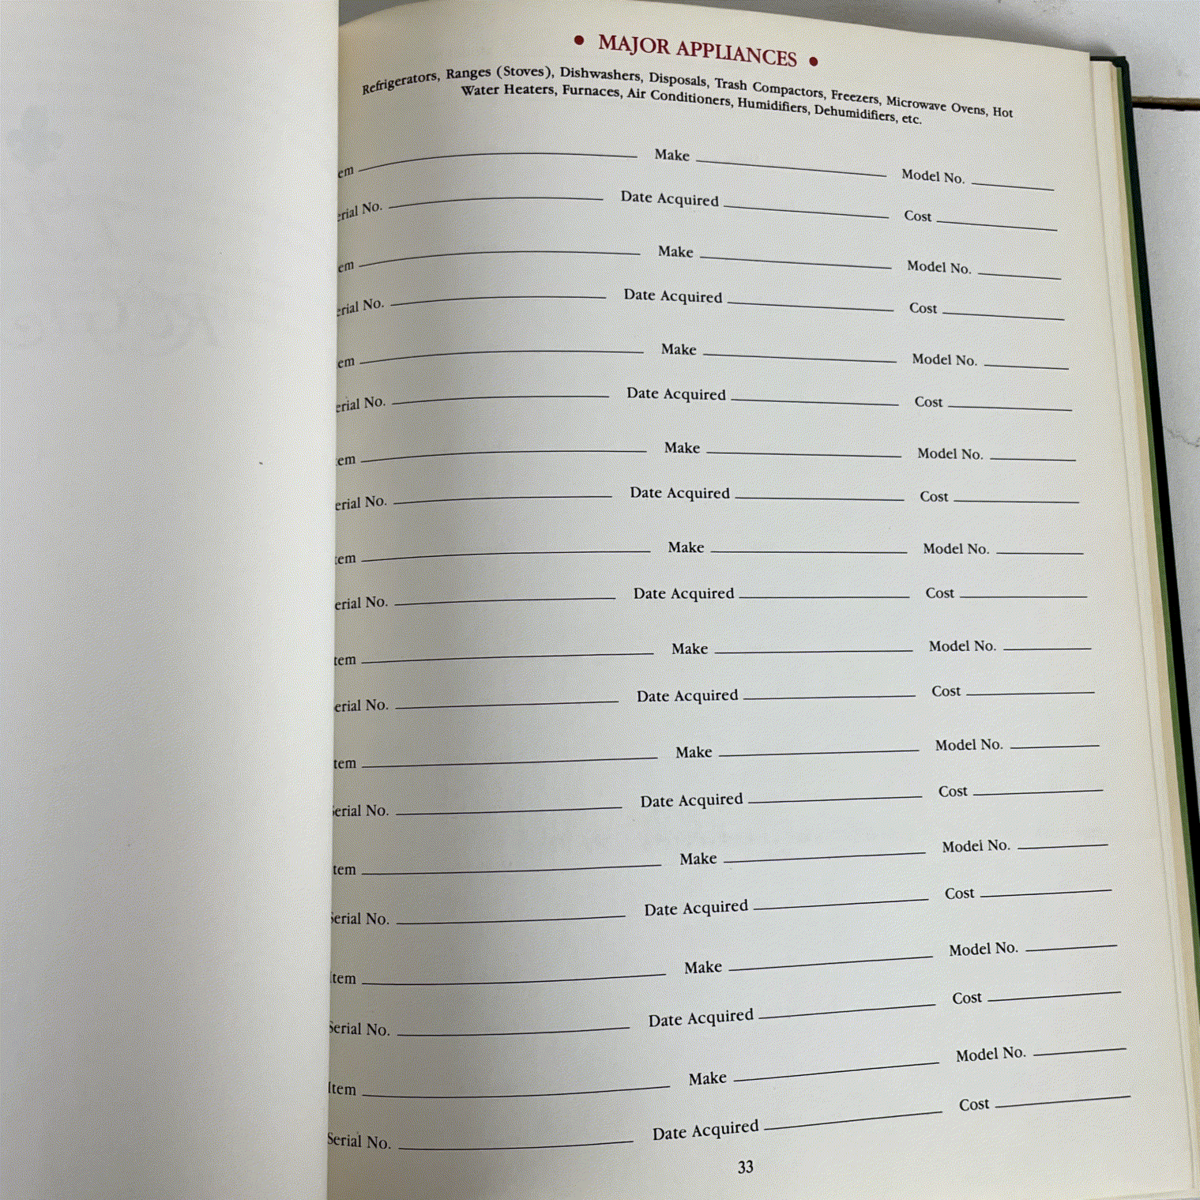 • MAJOR APPLIANCES •
Refrigerators, Ranges (Stoves), Dishwashers, Disposals, Trash Compactors, Freezers, Microwave Ovens, Hot
Water Heaters, Furnaces, Air Conditioners, Humidifiers, Dehumidifiers, etc.
em Make Model No.
erial No. Date Acquired Cost
em Make Model No.
erial No. Date Acquired Cost
em Make Model No.
erial No. Date Acquired Cost
em Make Model No.
erial No. Date Acquired Cost
tem Make Model No.
erial No. Date Acquired Cost
tem Make Model No.
erial No. Date Acquired Cost
tem Make Model No.
Serial No. Date Acquired Cost
tem Make Model No.
Serial No. Date Acquired Cost
Item Make Model No.
Serial No. Date Acquired Cost
Item Make Model No.
Serial No. Date Acquired Cost
33